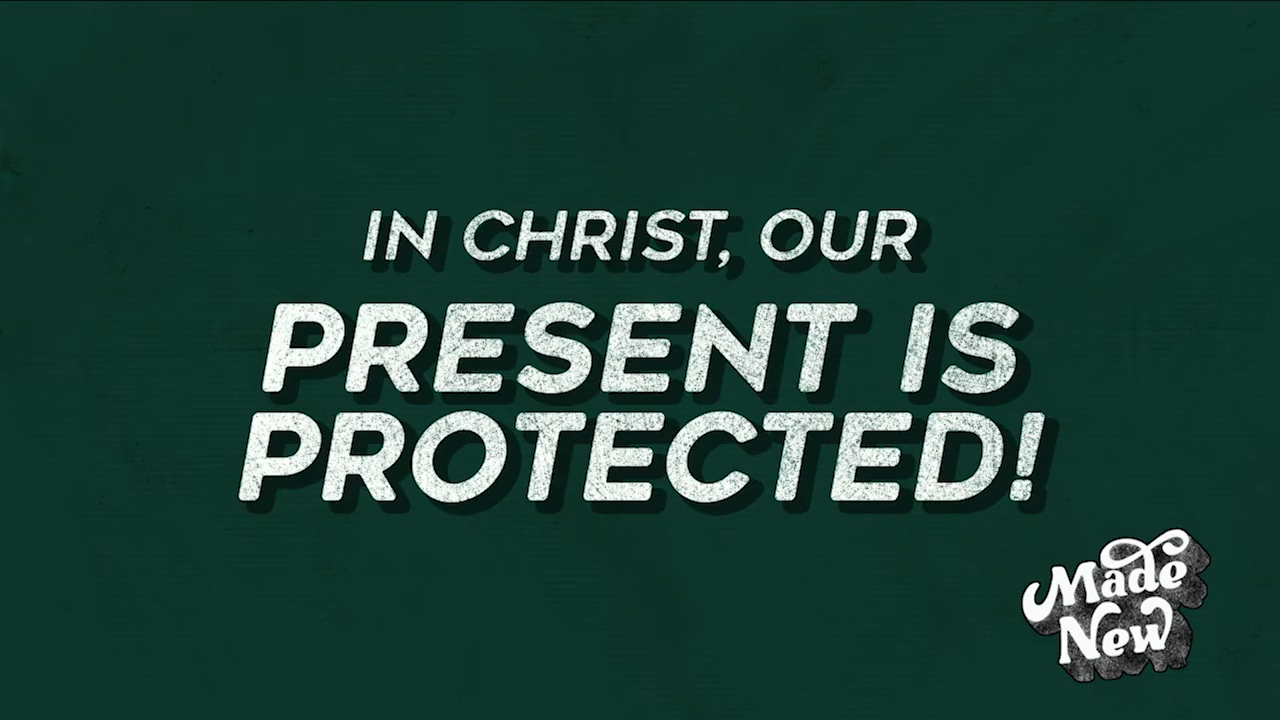 IN CHRIST, OUR
PRESENT IS
PROTECTED!
Made
New